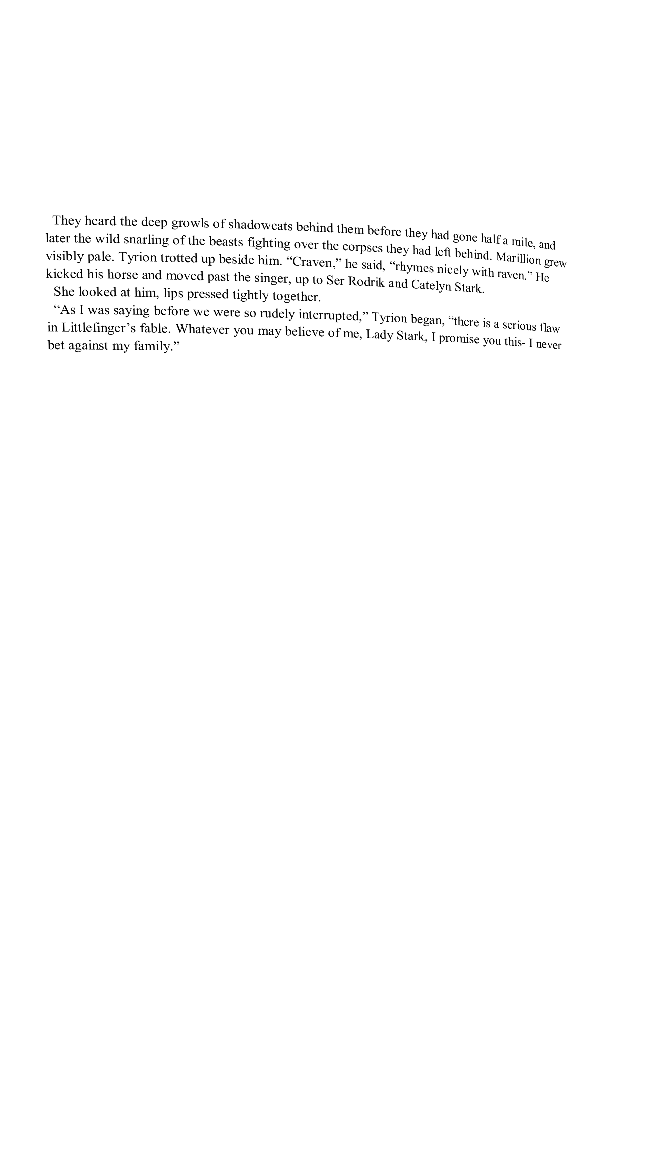 They heard the deep growls of shadowcats behind them before they had gone half a mile, and
later the wild snarling of the beasts fighting over the corpses they had left behind. Marillion grew
visibly pale. Tyrion trotted up beside him. “Craven,” he said, “rhymes nicely with raven.” He
kicked his horse and moved past the singer, up to Ser Rodrik and Catelyn Stark.
She looked at him, lips pressed tightly together.
“As I was saying before we were so rudely interrupted,” Tyrion began, “there is a serious flaw
in Littlefinger’s fable. Whatever you may believe of me, Lady Stark, I promise you this- I never
bet against my family.”